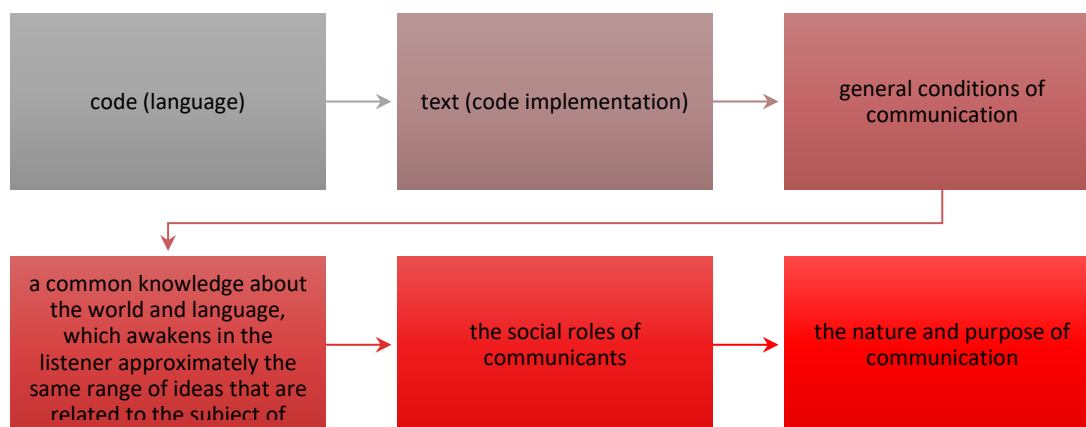 code (language)
text (code implementation)
general conditions of
communication
a common knowledge about
the world and language,
which awakens in the
listener approximately the
same range of ideas that are
related to the subject of
the social roles of
communicants
the nature and purpose of
communication